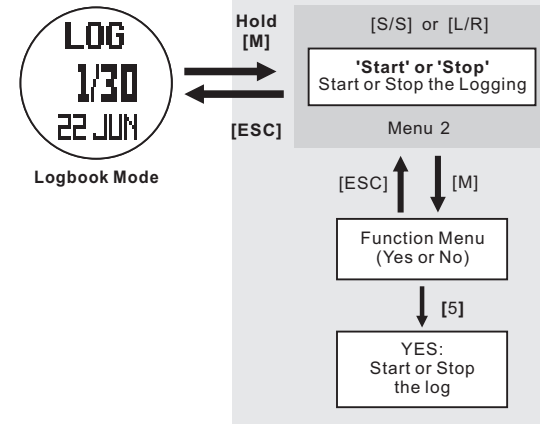 LOG
1/30
22 JUN
Logbook Mode
Hold
[M]
[ESC]
[S/S] or [L/R]
'Start' or 'Stop'
Start or Stop the Logging
Menu 2
[ESC]
[M]
Function Menu
(Yes or No)
[5]
YES:
Start or Stop
the log